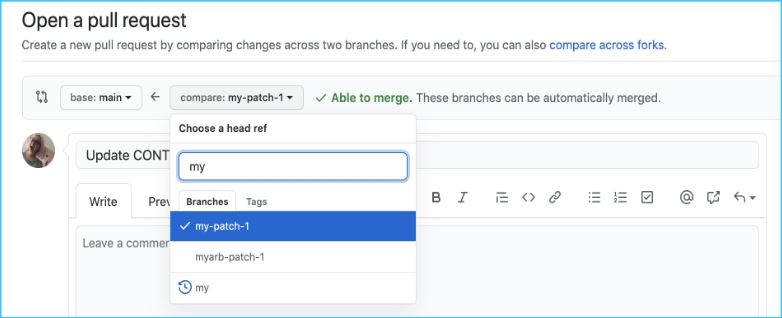 Open a pull request
Create a new pull request by comparing changes across two branches. If you need to, you can also compare across forks.
base: main compare: my-patch-1 Able to merge. These branches can be automatically merged.
Choose a head ref
Update CONT
my
Write Prev
Branches Tags
my-patch-1
Leave a commen
myarb-patch-1
my